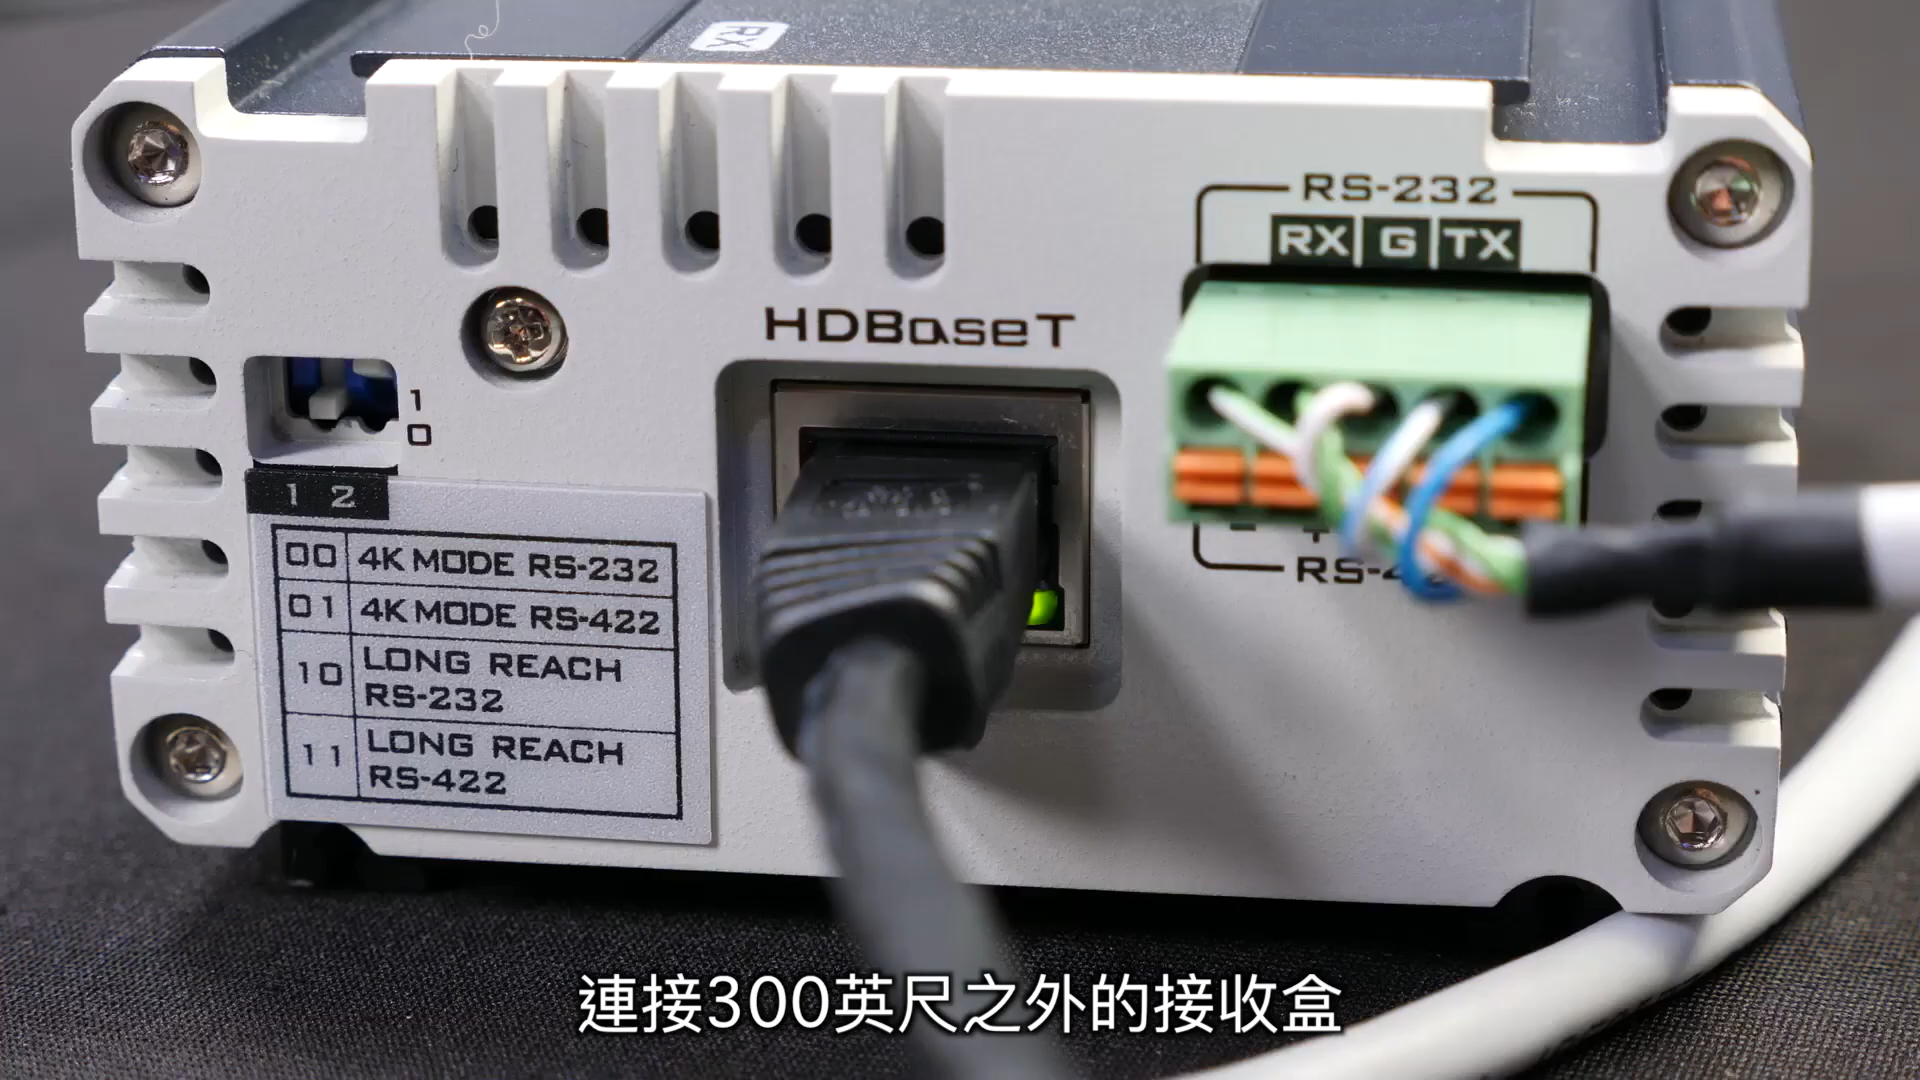 RX
RS-232
RX G TX
HDBaseT
1
0
1 2
00 4K MODE RS-232
01 4K MODE RS-422
10 LONG REACH
RS-232
11 LONG REACH
RS-422
連接300英尺之外的接收盒